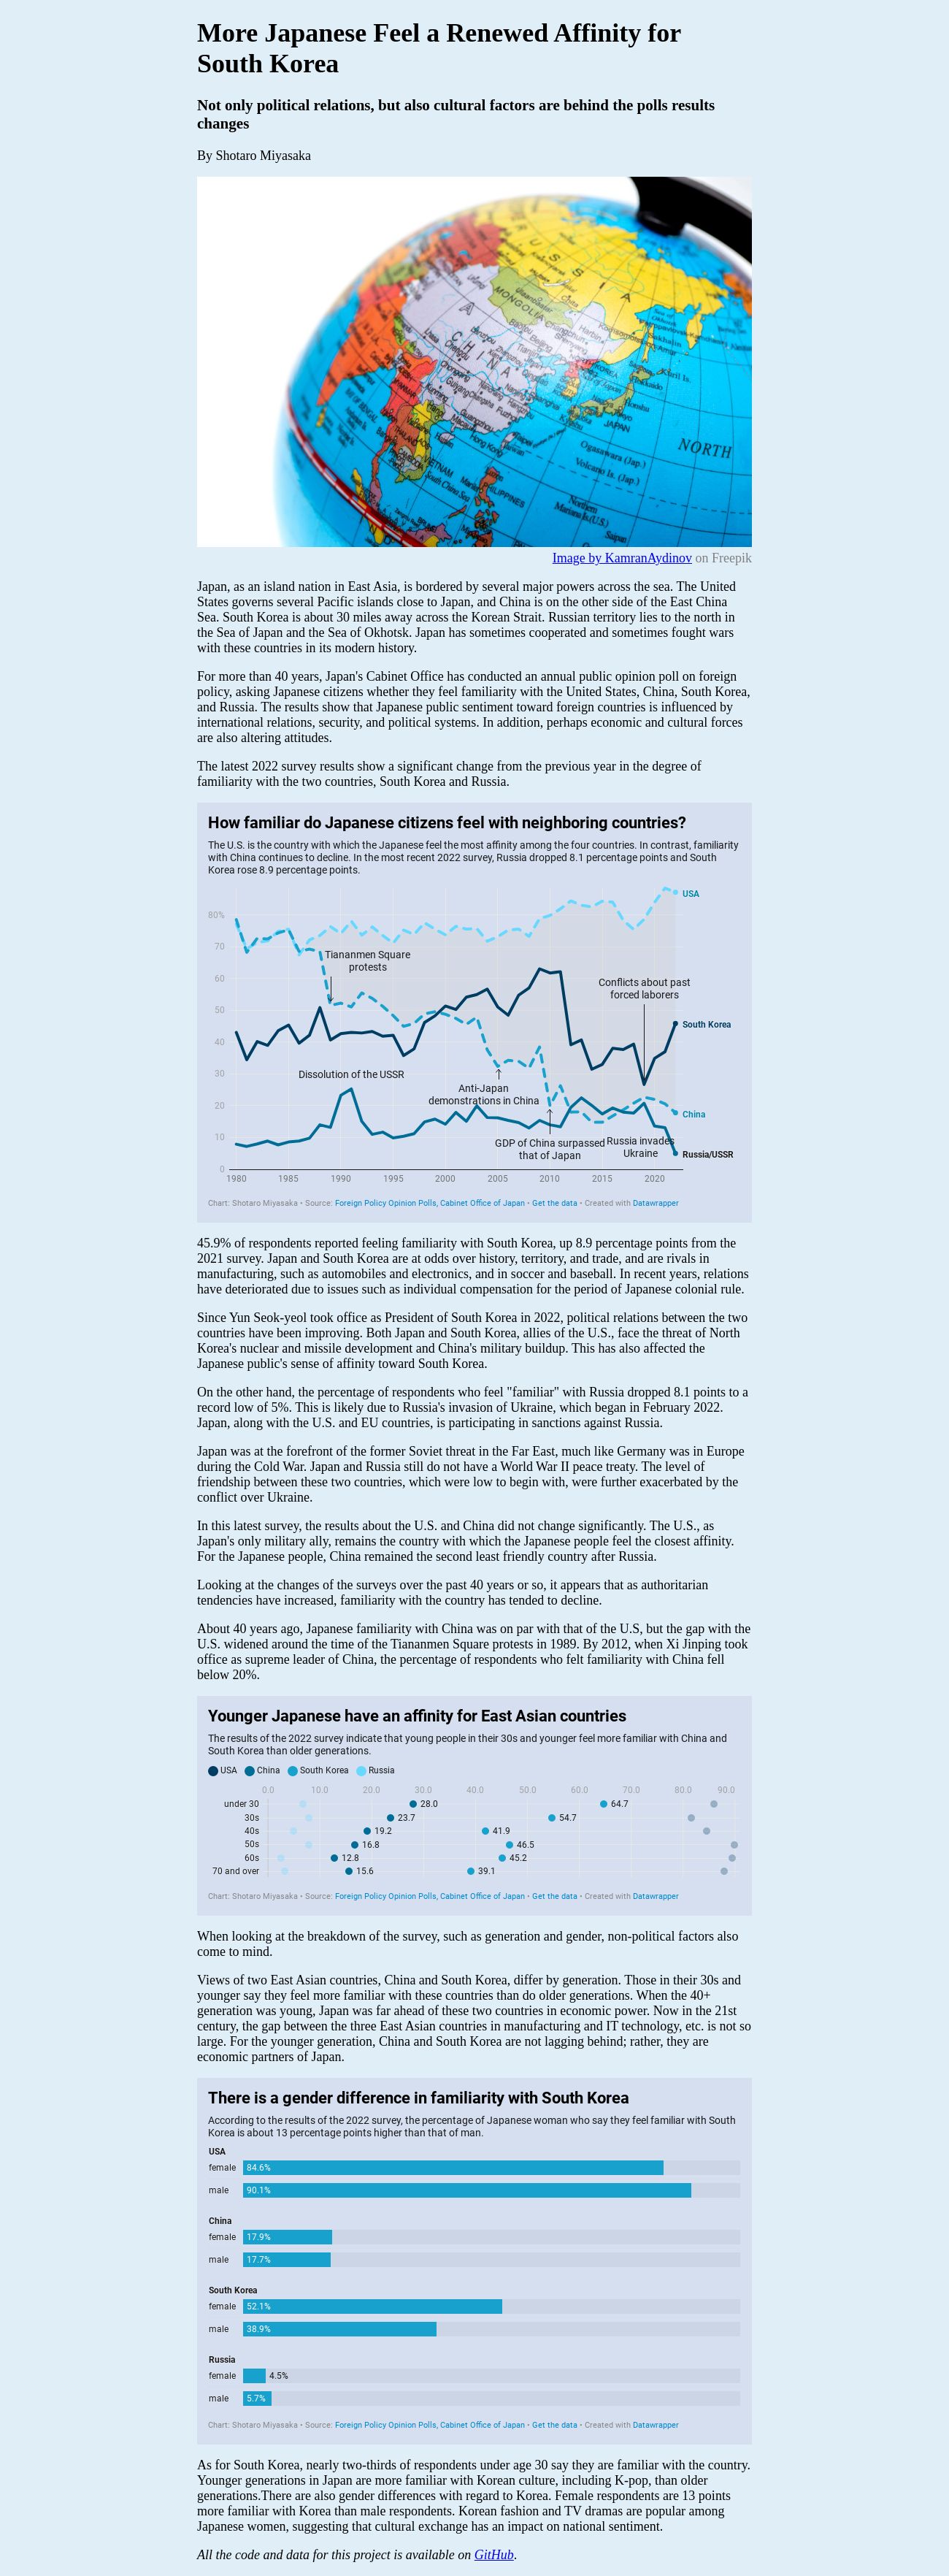 More Japanese Feel a Renewed Affinity for
South Korea
Not only political relations, but also cultural factors are behind the polls results
changes
By Shotaro Miyasaka
RUSSIA
MONGOLIA
CHINA
JAPAN
NORTH
VIETNAM
PHILIPPINES
Taiwan
Hong Kong
South China Sea
Ogasawara (Jap.)
Volcano Is. (Jap.)
Northern
Mariana Is.(U.S)
Image by KamranAydinov on Freepik
Japan, as an island nation in East Asia, is bordered by several major powers across the sea. The United
States governs several Pacific islands close to Japan, and China is on the other side of the East China
Sea. South Korea is about 30 miles away across the Korean Strait. Russian territory lies to the north in
the Sea of Japan and the Sea of Okhotsk. Japan has sometimes cooperated and sometimes fought wars
with these countries in its modern history.
For more than 40 years, Japan's Cabinet Office has conducted an annual public opinion poll on foreign
policy, asking Japanese citizens whether they feel familiarity with the United States, China, South Korea,
and Russia. The results show that Japanese public sentiment toward foreign countries is influenced by
international relations, security, and political systems. In addition, perhaps economic and cultural forces
are also altering attitudes.
The latest 2022 survey results show a significant change from the previous year in the degree of
familiarity with the two countries, South Korea and Russia.
How familiar do Japanese citizens feel with neighboring countries?
The U.S. is the country with which the Japanese feel the most affinity among the four countries. In contrast, familiarity
with China continues to decline. In the most recent 2022 survey, Russia dropped 8.1 percentage points and South
Korea rose 8.9 percentage points.
USA
80%
70
Tiananmen Square
protests
60
Conflicts about past
forced laborers
50
South Korea
40
30
Dissolution of the USSR
Anti-Japan
demonstrations in China
20
China
10
GDP of China surpassed
that of Japan
Russia invades
Ukraine
Russia/USSR
0
1980 1985 1990 1995 2000 2005 2010 2015 2020
Chart: Shotaro Miyasaka • Source: Foreign Policy Opinion Polls, Cabinet Office of Japan • Get the data • Created with Datawrapper
45.9% of respondents reported feeling familiarity with South Korea, up 8.9 percentage points from the
2021 survey. Japan and South Korea are at odds over history, territory, and trade, and are rivals in
manufacturing, such as automobiles and electronics, and in soccer and baseball. In recent years, relations
have deteriorated due to issues such as individual compensation for the period of Japanese colonial rule.
Since Yun Seok-yeol took office as President of South Korea in 2022, political relations between the two
countries have been improving. Both Japan and South Korea, allies of the U.S., face the threat of North
Korea's nuclear and missile development and China's military buildup. This has also affected the
Japanese public's sense of affinity toward South Korea.
On the other hand, the percentage of respondents who feel "familiar" with Russia dropped 8.1 points to a
record low of 5%. This is likely due to Russia's invasion of Ukraine, which began in February 2022.
Japan, along with the U.S. and EU countries, is participating in sanctions against Russia.
Japan was at the forefront of the former Soviet threat in the Far East, much like Germany was in Europe
during the Cold War. Japan and Russia still do not have a World War II peace treaty. The level of
friendship between these two countries, which were low to begin with, were further exacerbated by the
conflict over Ukraine.
In this latest survey, the results about the U.S. and China did not change significantly. The U.S., as
Japan's only military ally, remains the country with which the Japanese people feel the closest affinity.
For the Japanese people, China remained the second least friendly country after Russia.
Looking at the changes of the surveys over the past 40 years or so, it appears that as authoritarian
tendencies have increased, familiarity with the country has tended to decline.
About 40 years ago, Japanese familiarity with China was on par with that of the U.S, but the gap with the
U.S. widened around the time of the Tiananmen Square protests in 1989. By 2012, when Xi Jinping took
office as supreme leader of China, the percentage of respondents who felt familiarity with China fell
below 20%.
Younger Japanese have an affinity for East Asian countries
The results of the 2022 survey indicate that young people in their 30s and younger feel more familiar with China and
South Korea than older generations.
USA China South Korea Russia
0.0 10.0 20.0 30.0 40.0 50.0 60.0 70.0 80.0 90.0
under 30 28.0 64.7
30s 23.7 54.7
40s 19.2 41.9
50s 16.8 46.5
60s 12.8 45.2
70 and over 15.6 39.1
Chart: Shotaro Miyasaka • Source: Foreign Policy Opinion Polls, Cabinet Office of Japan • Get the data • Created with Datawrapper
When looking at the breakdown of the survey, such as generation and gender, non-political factors also
come to mind.
Views of two East Asian countries, China and South Korea, differ by generation. Those in their 30s and
younger say they feel more familiar with these countries than do older generations. When the 40+
generation was young, Japan was far ahead of these two countries in economic power. Now in the 21st
century, the gap between the three East Asian countries in manufacturing and IT technology, etc. is not so
large. For the younger generation, China and South Korea are not lagging behind; rather, they are
economic partners of Japan.
There is a gender difference in familiarity with South Korea
According to the results of the 2022 survey, the percentage of Japanese woman who say they feel familiar with South
Korea is about 13 percentage points higher than that of man.
USA
female 84.6%
male 90.1%
China
female 17.9%
male 17.7%
South Korea
female 52.1%
male 38.9%
Russia
female 4.5%
male 5.7%
Chart: Shotaro Miyasaka • Source: Foreign Policy Opinion Polls, Cabinet Office of Japan • Get the data • Created with Datawrapper
As for South Korea, nearly two-thirds of respondents under age 30 say they are familiar with the country.
Younger generations in Japan are more familiar with Korean culture, including K-pop, than older
generations.There are also gender differences with regard to Korea. Female respondents are 13 points
more familiar with Korea than male respondents. Korean fashion and TV dramas are popular among
Japanese women, suggesting that cultural exchange has an impact on national sentiment.
All the code and data for this project is available on GitHub.